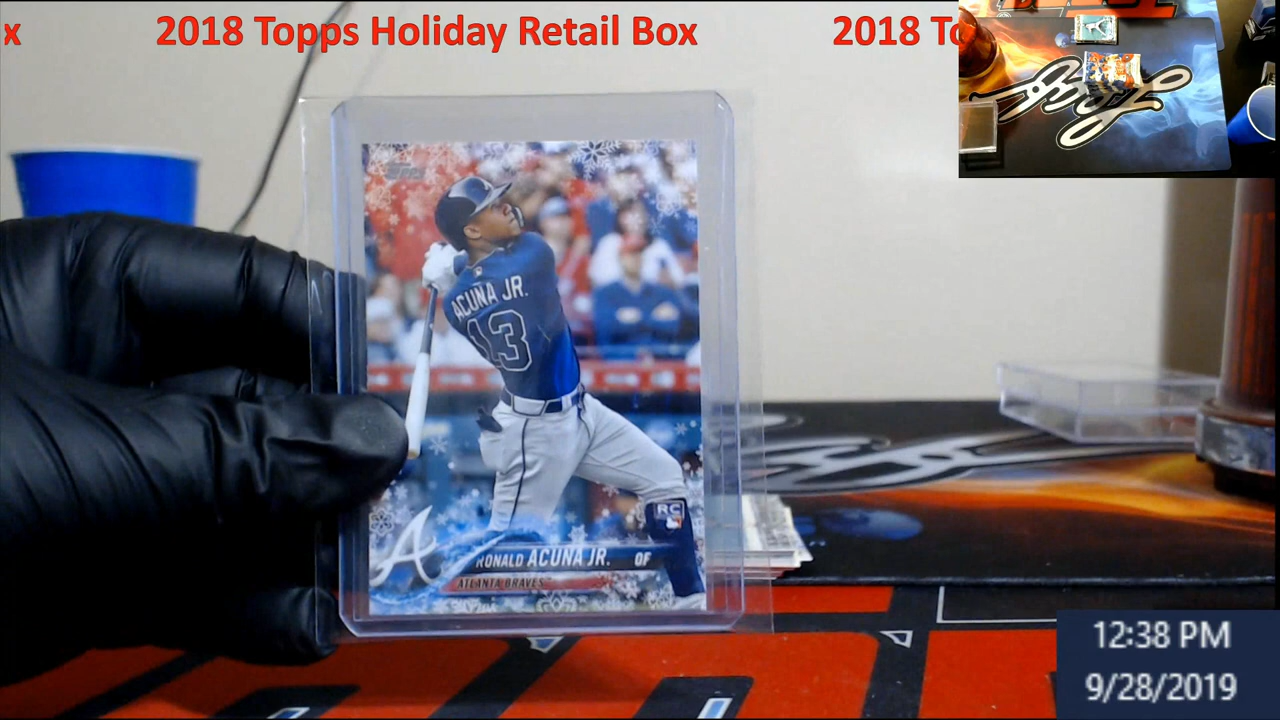 x 2018 Topps Holiday Retail Box 2018 To
Topps
ACUNA JR.
13
RC
A
RONALD ACUNA JR. OF
ATLANTA BRAVES
12:38 PM
9/28/2019